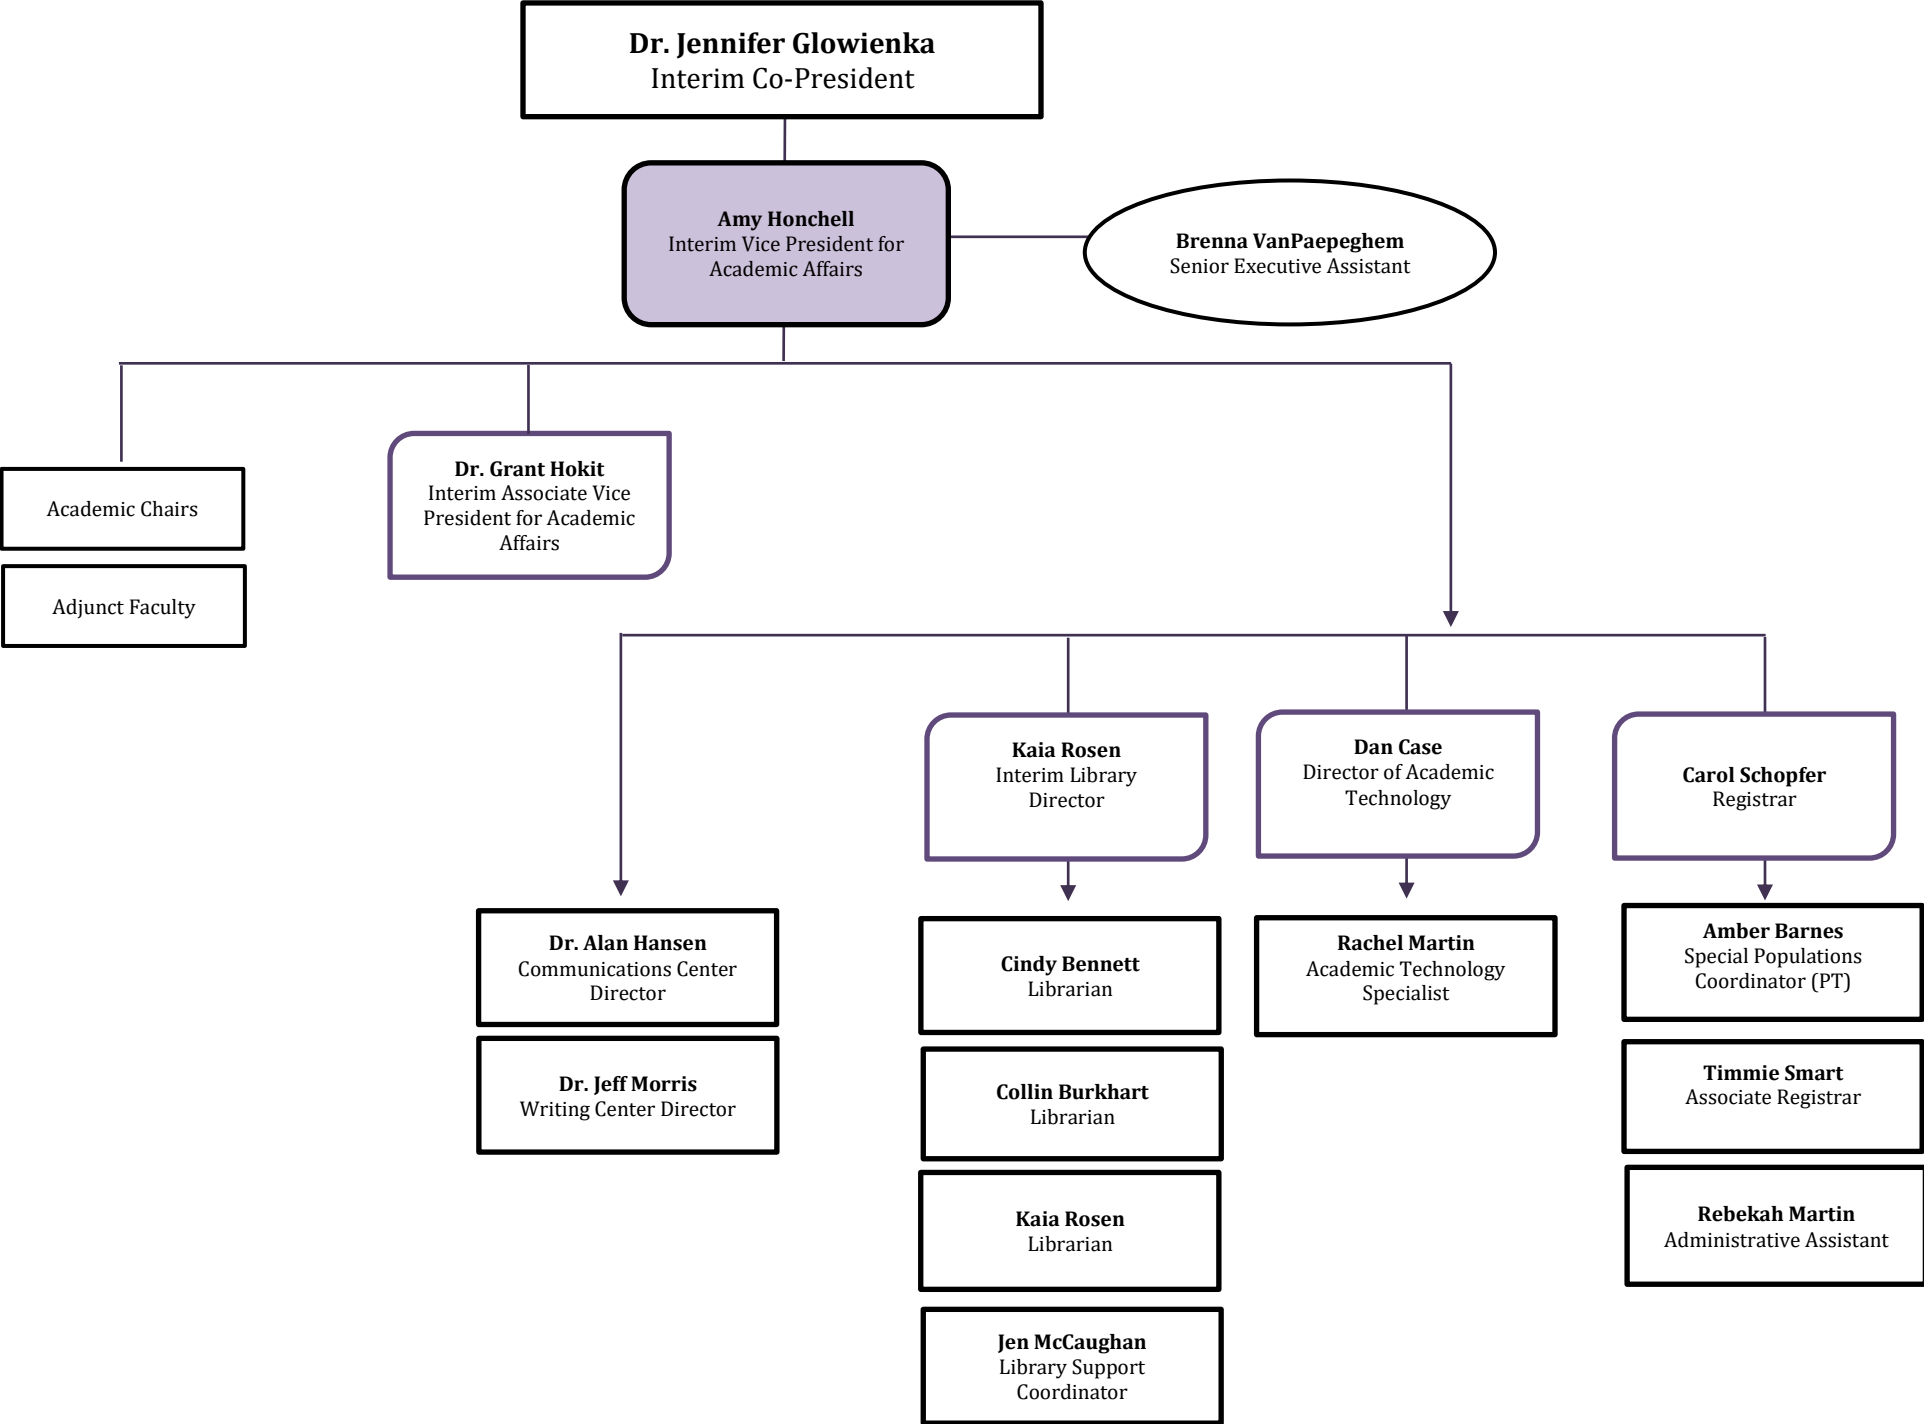 Dr. Jennifer Glowienka
Interim Co-President
Amy Honchell
Interim Vice President for
Academic Affairs
Brenna VanPaepeghem
Senior Executive Assistant
Academic Chairs
Adjunct Faculty
Dr. Grant Hokit
Interim Associate Vice
President for Academic
Affairs
Kaia Rosen
Interim Library
Director
Dan Case
Director of Academic
Technology
Carol Schopfer
Registrar
Dr. Alan Hansen
Communications Center
Director
Dr. Jeff Morris
Writing Center Director
Cindy Bennett
Librarian
Collin Burkhart
Librarian
Kaia Rosen
Librarian
Jen McCaughan
Library Support
Coordinator
Rachel Martin
Academic Technology
Specialist
Amber Barnes
Special Populations
Coordinator (PT)
Timmie Smart
Associate Registrar
Rebekah Martin
Administrative Assistant